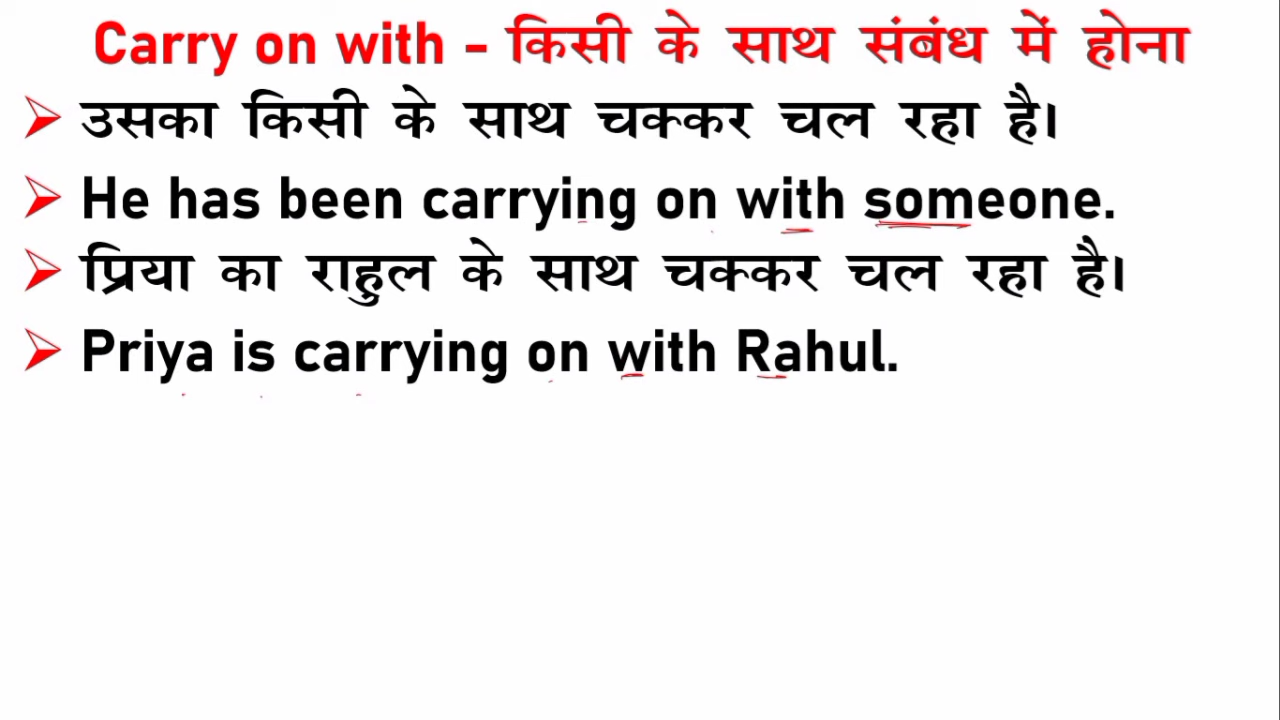 Carry on with - किसी के साथ संबंध में होना
उसका किसी के साथ चक्कर चल रहा है।
He has been carrying on with someone.
प्रिया का राहुल के साथ चक्कर चल रहा है।
Priya is carrying on with Rahul.